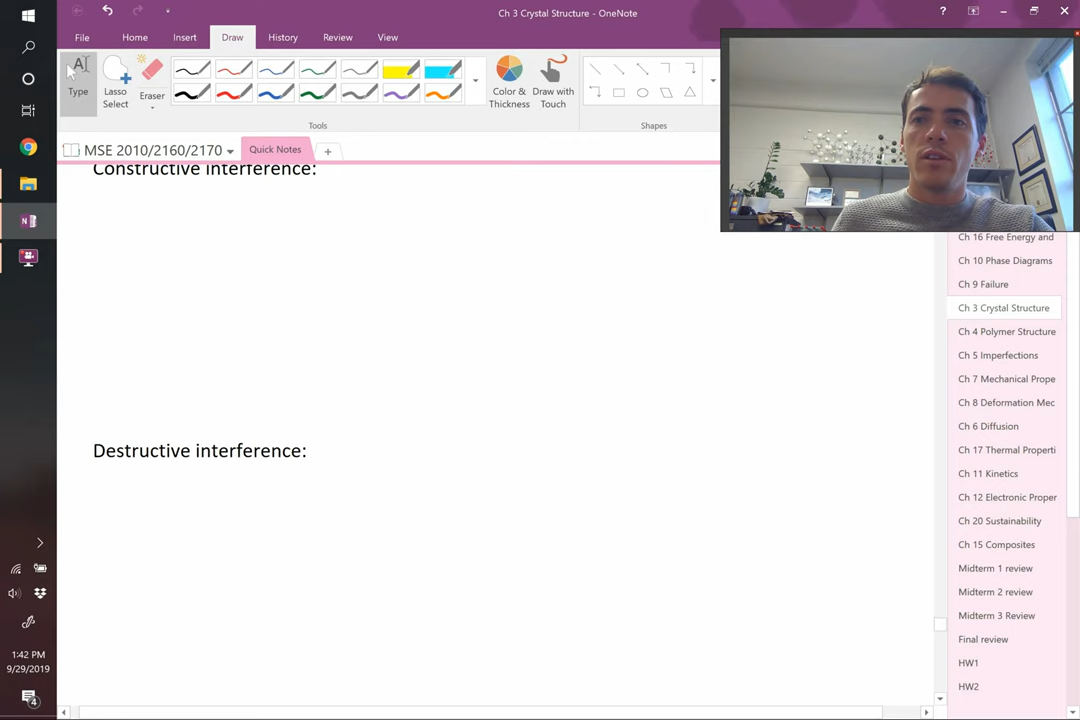 Ch 3 Crystal Structure - OneNote
?
File
Home
Insert
Draw
History
Review
View
Type
Lasso
Select
Eraser
Color &
Thickness
Draw with
Touch
Tools
Shapes
MSE 2010/2160/2170
Quick Notes
+
Constructive interference:
Destructive interference:
Ch 16 Free Energy and
Ch 10 Phase Diagrams
Ch 9 Failure
Ch 3 Crystal Structure
Ch 4 Polymer Structure
Ch 5 Imperfections
Ch 7 Mechanical Prope
Ch 8 Deformation Mec
Ch 6 Diffusion
Ch 17 Thermal Properti
Ch 11 Kinetics
Ch 12 Electronic Proper
Ch 20 Sustainability
Ch 15 Composites
Midterm 1 review
Midterm 2 review
Midterm 3 Review
Final review
HW1
HW2
1:42 PM
9/29/2019
4